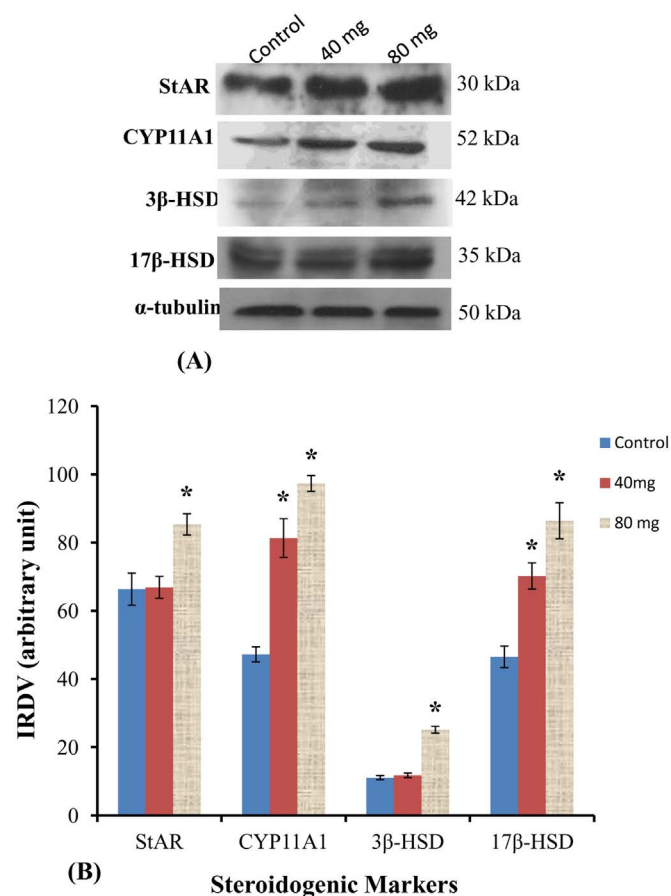 Control 40 mg 80 mg
StAR 30 kDa
CYP11A1 52 kDa
3β-HSD 42 kDa
17β-HSD 35 kDa
α-tubulin 50 kDa
(A)
120
100
80
60
40
20
0
IRDV (arbitrary unit)
* * * * * *
Control
40mg
80 mg
StAR CYP11A1 3β-HSD 17β-HSD
(B)
Steroidogenic Markers